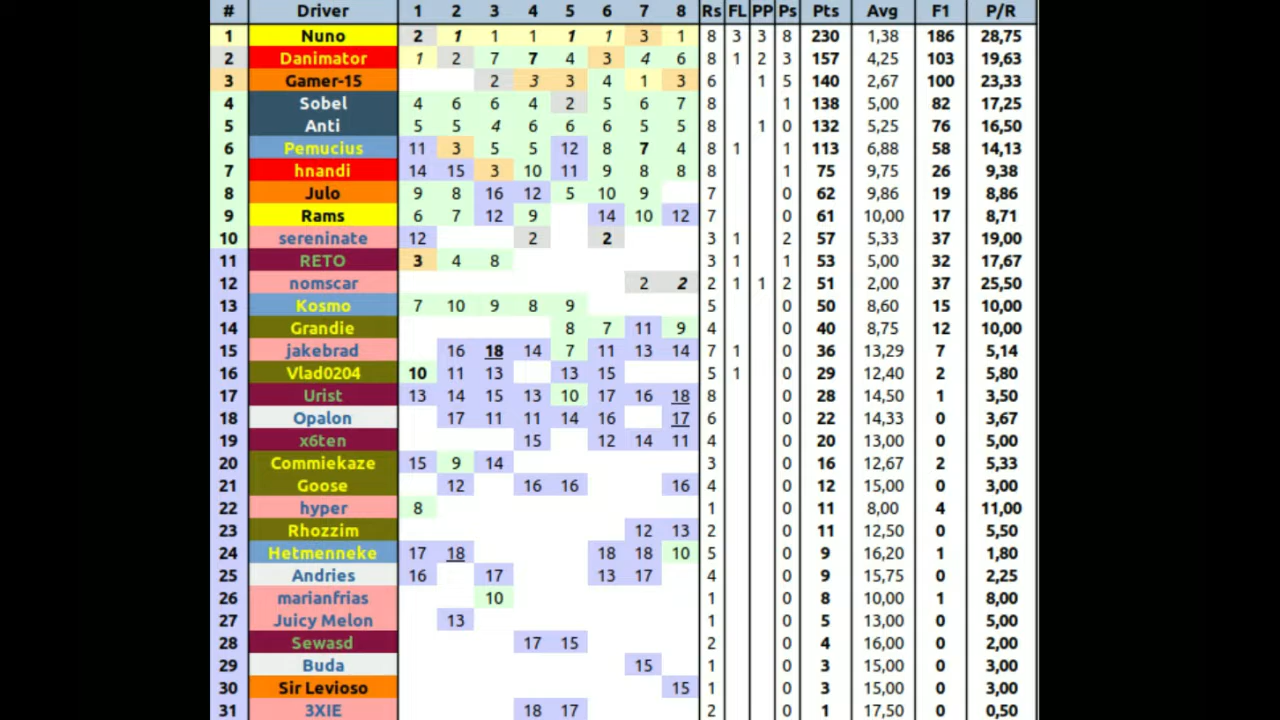 # Driver 1 2 3 4 5 6 7 8 Rs FL PP Ps Pts Avg F1 P/R
1 Nuno 2 1 1 1 1 1 3 1 8 3 3 8 230 1,38 186 28,75
2 Danimator 1 2 7 7 4 3 4 6 8 1 2 3 157 4,25 103 19,63
3 Gamer-15 2 3 3 4 1 3 6 1 5 140 2,67 100 23,33
4 Sobel 4 6 6 4 2 5 6 7 8 1 138 5,00 82 17,25
5 Anti 5 5 4 6 6 6 5 5 8 1 0 132 5,25 76 16,50
6 Pemucius 11 3 5 5 12 8 7 4 8 1 1 113 6,88 58 14,13
7 hnandi 14 15 3 10 11 9 8 8 8 1 75 9,75 26 9,38
8 Julo 9 8 16 12 5 10 9 7 0 62 9,86 19 8,86
9 Rams 6 7 12 9 14 10 12 7 0 61 10,00 17 8,71
10 sereninate 12 2 2 3 1 2 57 5,33 37 19,00
11 RETO 3 4 8 3 1 1 53 5,00 32 17,67
12 nomscar 2 2 2 1 1 2 51 2,00 37 25,50
13 Kosmo 7 10 9 8 9 5 0 50 8,60 15 10,00
14 Grandie 8 7 11 9 4 0 40 8,75 12 10,00
15 jakebrad 16 18 14 7 11 13 14 7 1 0 36 13,29 7 5,14
16 Vlad0204 10 11 13 13 15 5 1 0 29 12,40 2 5,80
17 Urist 13 14 15 13 10 17 16 18 8 0 28 14,50 1 3,50
18 Opalon 17 11 11 14 16 17 6 0 22 14,33 0 3,67
19 x6ten 15 12 14 11 4 0 20 13,00 0 5,00
20 Commiekaze 15 9 14 3 0 16 12,67 2 5,33
21 Goose 12 16 16 16 4 0 12 15,00 0 3,00
22 hyper 8 1 0 11 8,00 4 11,00
23 Rhozzim 12 13 2 0 11 12,50 0 5,50
24 Hetmenneke 17 18 18 18 10 5 0 9 16,20 1 1,80
25 Andries 16 17 13 17 4 0 9 15,75 0 2,25
26 marianfrias 10 1 0 8 10,00 1 8,00
27 Juicy Melon 13 1 0 5 13,00 0 5,00
28 Sewasd 17 15 2 0 4 16,00 0 2,00
29 Buda 15 1 0 3 15,00 0 3,00
30 Sir Levioso 15 1 0 3 15,00 0 3,00
31 3XIE 18 17 2 0 1 17,50 0 0,50